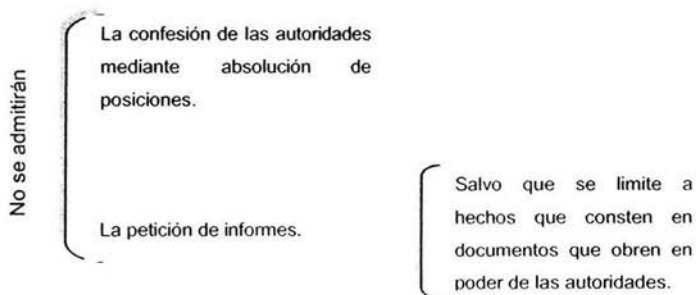 No se admitirán
La confesión de las autoridades
mediante absolución de
posiciones.
La petición de informes.
Salvo que se limite a
hechos que consten en
documentos que obren en
poder de las autoridades.